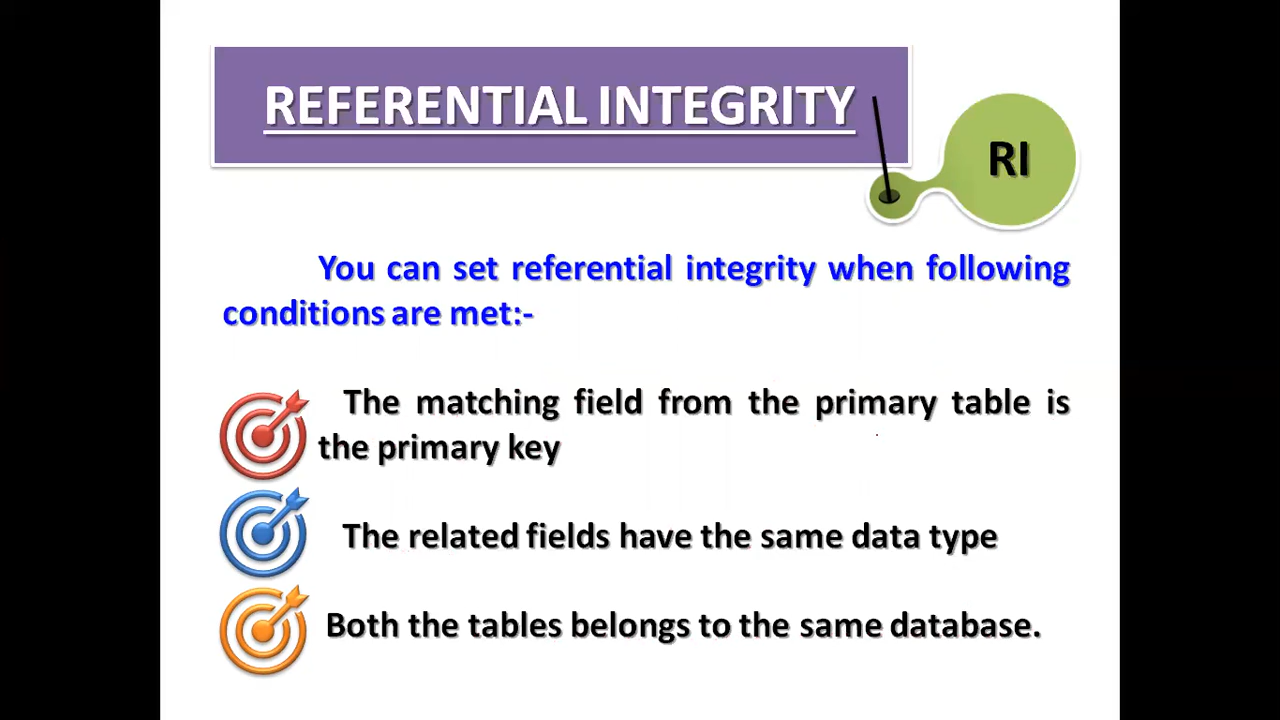 REFERENTIAL INTEGRITY
RI
You can set referential integrity when following
conditions are met:-
The matching field from the primary table is
the primary key
The related fields have the same data type
Both the tables belongs to the same database.